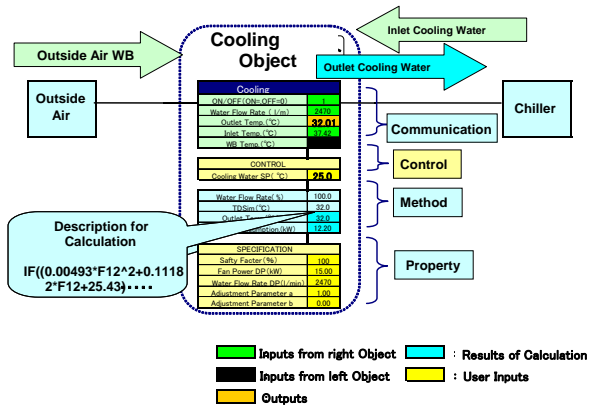 Cooling
Object
Inlet Cooling Water
Outside Air WB
Outlet Cooling Water
Outside
Air
Chiller
Cooling
ON/OFF(ON=,OFF=0) 1
Water Flow Rate ( l/m) 2470
Outlet Temp.(℃) 32.01
Inlet Temp.(℃) 37.42
WB Temp.(℃)
Communication
CONTROL
Cooling Water SP( ℃) 25.0
Control
Water Flow Rate( %) 100.0
TDSim(℃) 32.0
Outlet 32.0
(kW) 12.20
Method
Description for
Calculation
IF((0.00493*F12^2+0.1118
2*F12+25.43)····
SPECIFICATION
Safty Facter(%) 100
Fan Power DP(kW) 15.00
Water Flow Rate DP(l/min) 2470
Adjustment Parameter a 1.00
Adjustment Parameter b 0.00
Property
Inputs from right Object
: Results of Calculation
Inputs from left Object
: User Inputs
Outputs